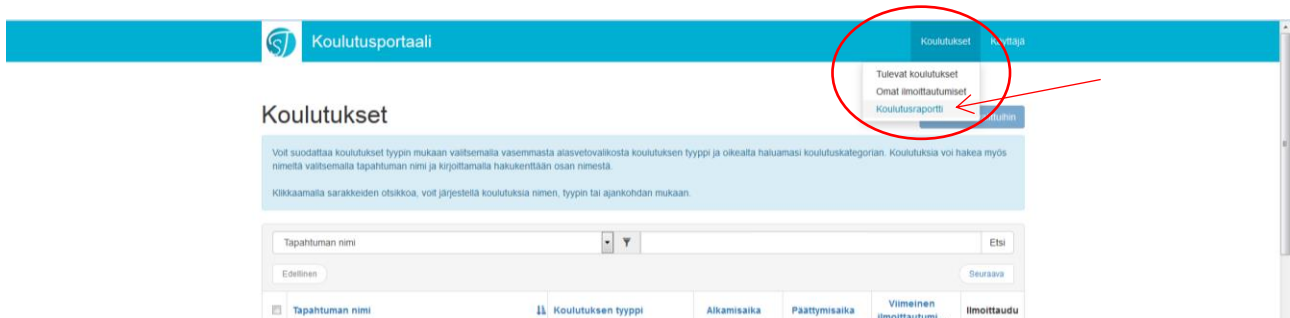 SJ Koulutusportaali
Koulutukset Käyttäjä
Tulevat koulutukset
Omat ilmoittautumiset
Koulutusraportti
Koulutukset
Voit suodattaa koulutukset tyypin mukaan valitsemalla vasemmasta alasvetovalikosta koulutuksen tyyppi ja oikealta haluamasi koulutuskategorian. Koulutuksia voi hakea myös
nimeltä valitsemalla tapahtuman nimi ja kirjoittamalla hakukenttään osan nimestä.
Klikkaamalla sarakkeiden otsikkoa, voit järjestellä koulutuksia nimen, tyypin tai ajankohdan mukaan.
Tapahtuman nimi Etsi
Edellinen Seuraava
Tapahtuman nimi Koulutuksen tyyppi Alkamisaika Päättymisaika Viimeinen Ilmoittaudu
ilmoittautumi